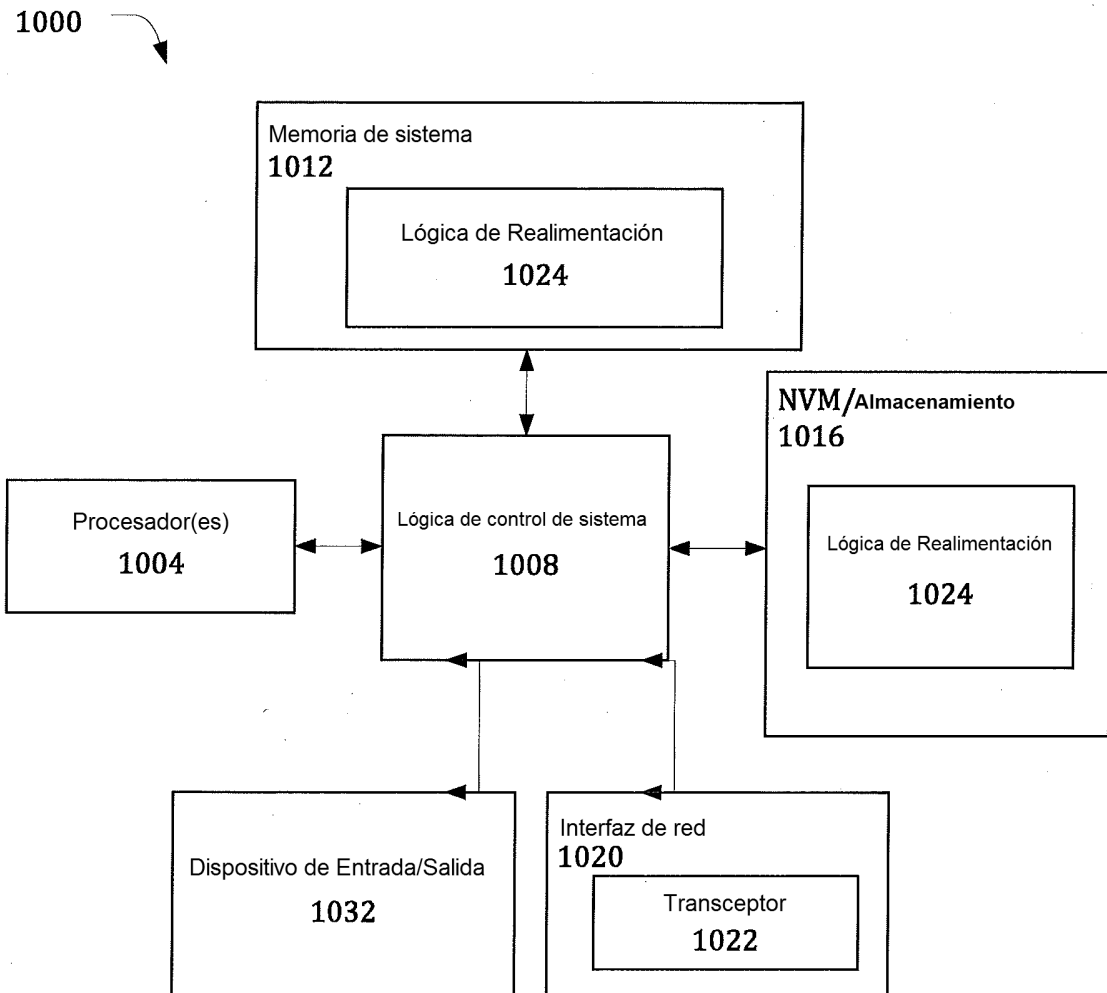 1000
Memoria de sistema
1012
Lógica de Realimentación
1024
NVM/Almacenamiento
1016
Lógica de Realimentación
1024
Procesador(es)
1004
Lógica de control de sistema
1008
Dispositivo de Entrada/Salida
1032
Interfaz de red
1020
Transceptor
1022